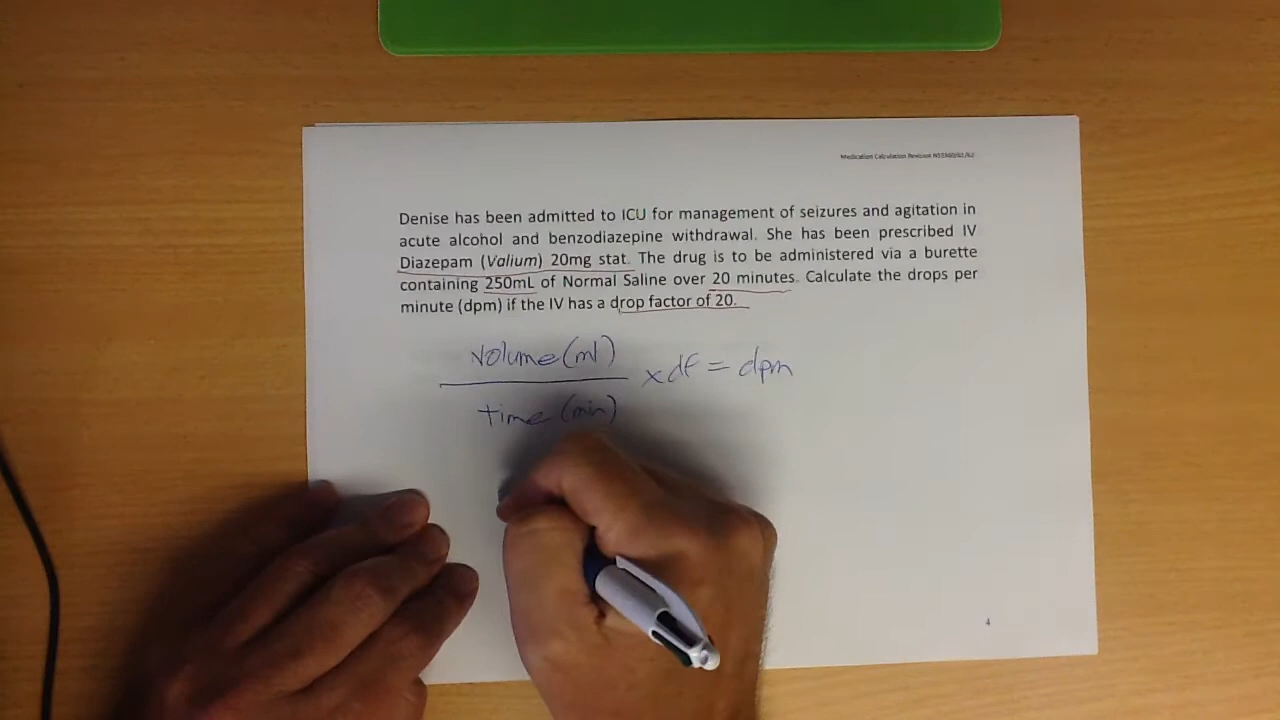 Medication Calculation Revision
Denise has been admitted to ICU for management of seizures and agitation in
acute alcohol and benzodiazepine withdrawal. She has been prescribed IV
Diazepam (Valium) 20mg stat. The drug is to be administered via a burette
containing 250mL of Normal Saline over 20 minutes. Calculate the drops per
minute (dpm) if the IV has a drop factor of 20.
Volume (ml)
x df = dpm
time (min)
4